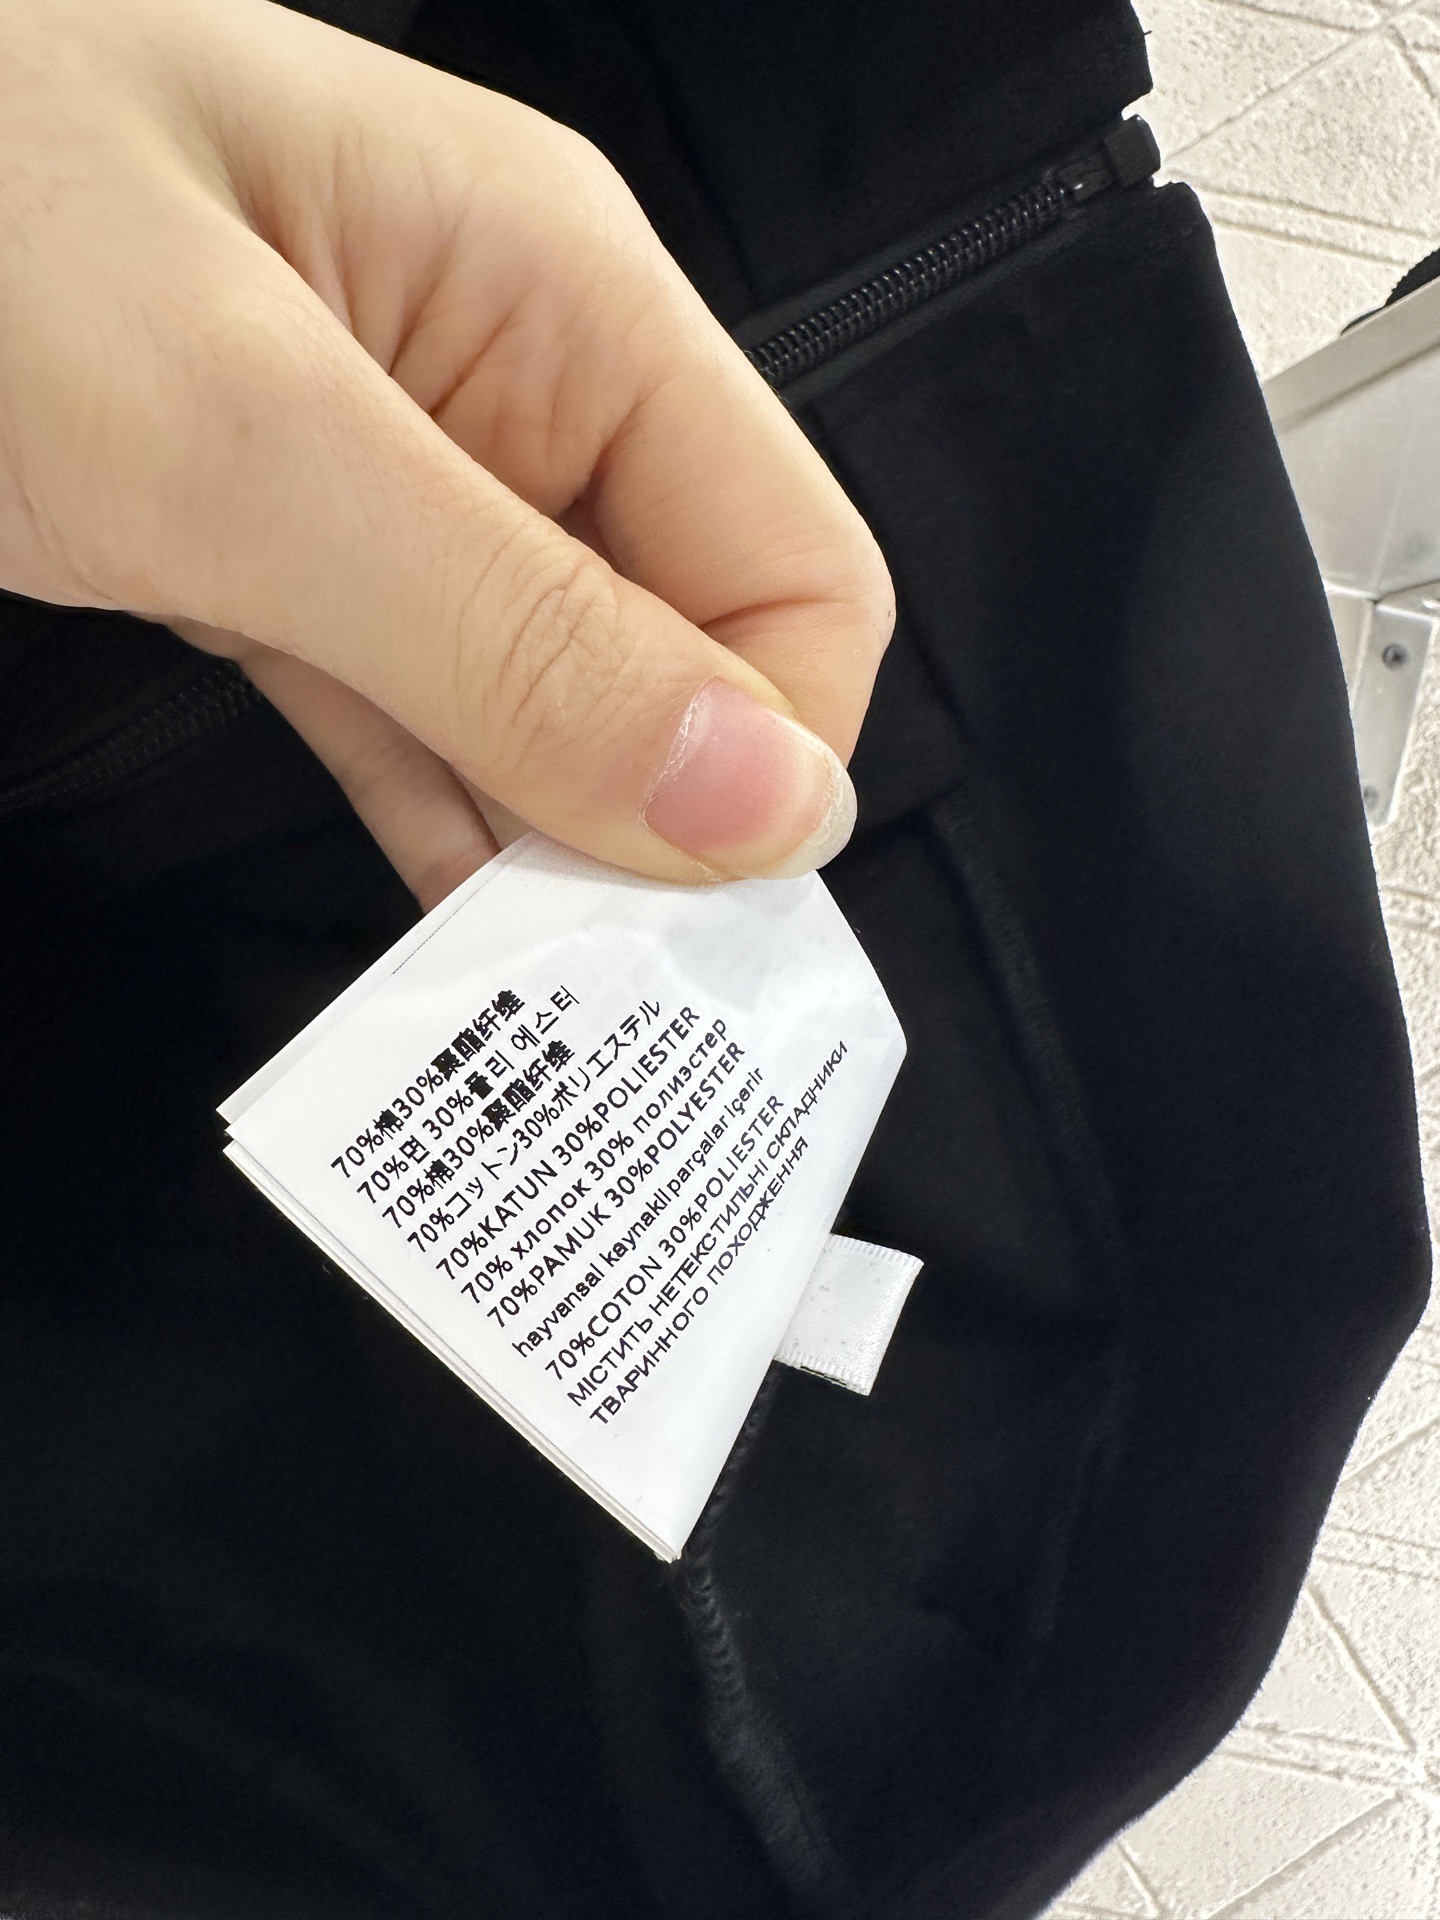 70%棉30%聚酯纤维
70%면 30%폴리 에스터
70%棉30%聚酯纤维
70%コットン30%ポリエステル
70%KATUN 30%POLIESTER
70% хлопок 30% полиэстер
70%PAMUK 30%POLYESTER
hayvansal kaynakli parçalar içerir
70%COTON 30%POLIESTER
МІСТИТЬ НЕТЕКСТИЛЬНІ СКЛАДНИКИ
ТВАРИННОГО ПОХОДЖЕННЯ